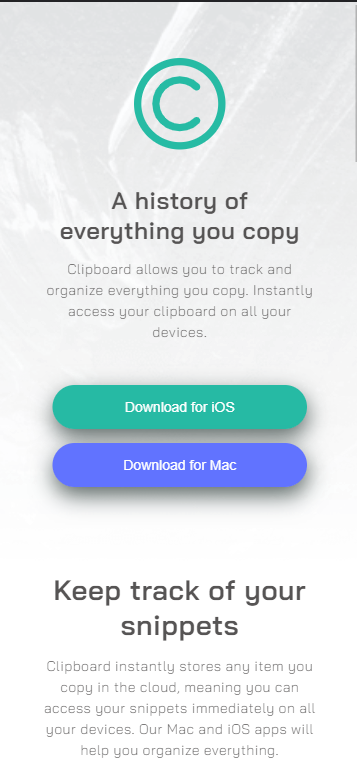 A history of
everything you copy
Clipboard allows you to track and
organize everything you copy. Instantly
access your clipboard on all your
devices.
Download for iOS
Download for Mac
Keep track of your
snippets
Clipboard instantly stores any item you
copy in the cloud, meaning you can
access your snippets immediately on all
your devices. Our Mac and iOS apps will
help you organize everything.